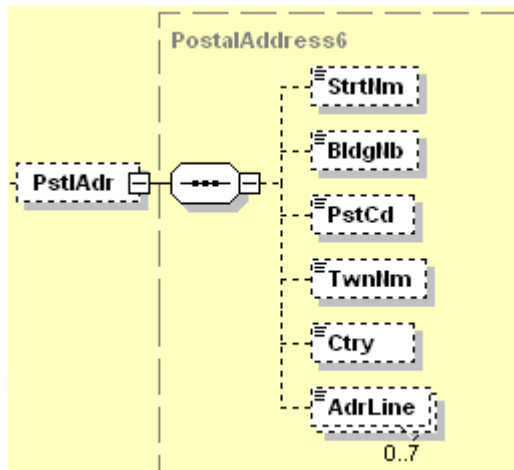 PostalAddress6
StrtNm
BldgNb
PstlAdr
PstCd
TwnNm
Ctry
AdrLine
0..7